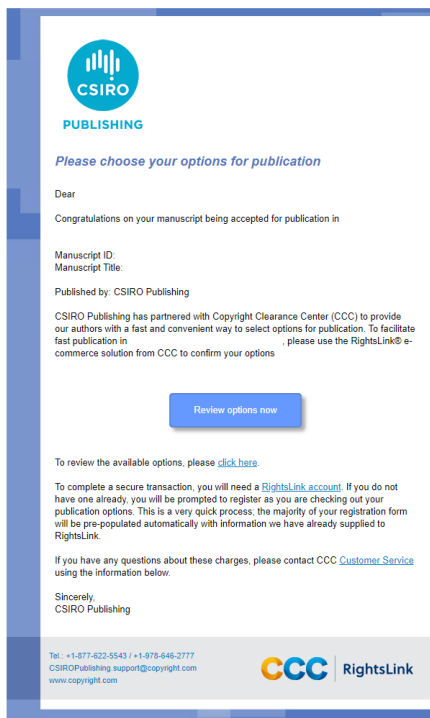 CSIRO
PUBLISHING
Please choose your options for publication
Dear
Congratulations on your manuscript being accepted for publication in
Manuscript ID:
Manuscript Title:
Published by: CSIRO Publishing
CSIRO Publishing has partnered with Copyright Clearance Center (CCC) to provide
our authors with a fast and convenient way to select options for publication. To facilitate
fast publication in , please use the RightsLink® e-
commerce solution from CCC to confirm your options
Review options now
To review the available options, please click here.
To complete a secure transaction, you will need a RightsLink account. If you do not
have one already, you will be prompted to register as you are checking out your
publication options. This is a very quick process; the majority of your registration form
will be pre-populated automatically with information we have already supplied to
RightsLink.
If you have any questions about these charges, please contact CCC Customer Service
using the information below.
Sincerely,
CSIRO Publishing
Tel.: +1-877-622-5543 / +1-978-646-2777
CSIROPublishing.support@copyright.com
www.copyright.com
CCC RightsLink